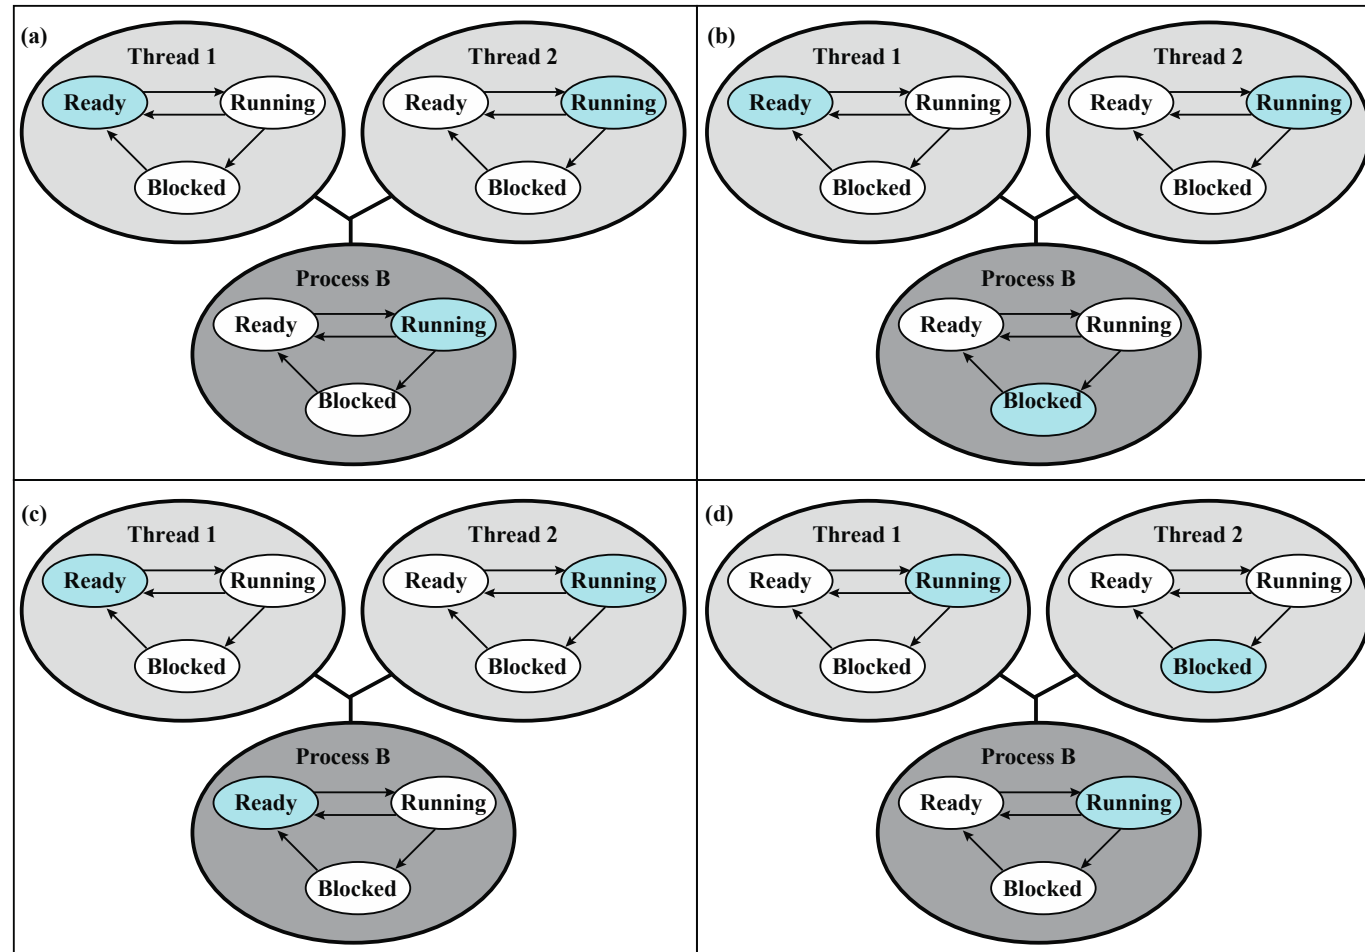 (a)
Thread 1
Ready
Running
Blocked
Thread 2
Ready
Running
Blocked
Process B
Ready
Running
Blocked
(b)
Thread 1
Ready
Running
Blocked
Thread 2
Ready
Running
Blocked
Process B
Ready
Running
Blocked
(c)
Thread 1
Ready
Running
Blocked
Thread 2
Ready
Running
Blocked
Process B
Ready
Running
Blocked
(d)
Thread 1
Ready
Running
Blocked
Thread 2
Ready
Running
Blocked
Process B
Ready
Running
Blocked